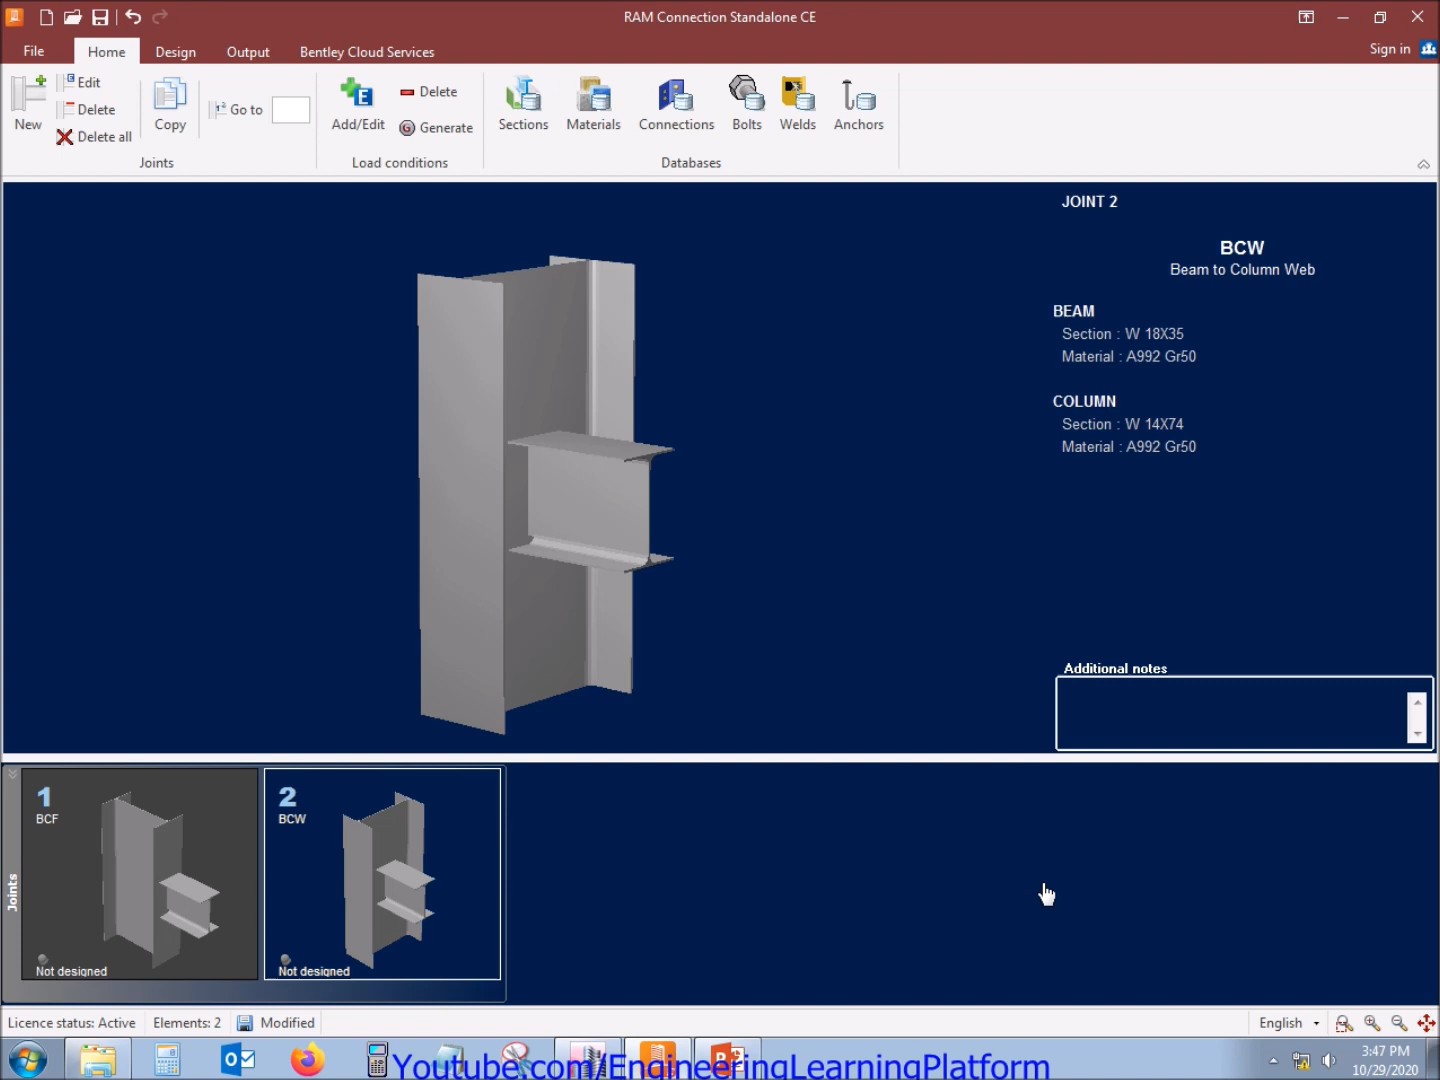 RAM Connection Standalone CE
File
Home
Design
Output
Bentley Cloud Services
Sign in
New
Edit
Delete
Delete all
Copy
Go to
Joints
Add/Edit
Delete
Generate
Load conditions
Sections
Materials
Connections
Bolts
Welds
Anchors
Databases
JOINT 2
BCW
Beam to Column Web
BEAM
Section : W 18X35
Material : A992 Gr50
COLUMN
Section : W 14X74
Material : A992 Gr50
Additional notes
Joints
1
BCF
Not designed
2
BCW
Not designed
Licence status: Active
Elements: 2
Modified
English
Youtube.com/EngineeringLearningPlatform
3:47 PM
10/29/2020